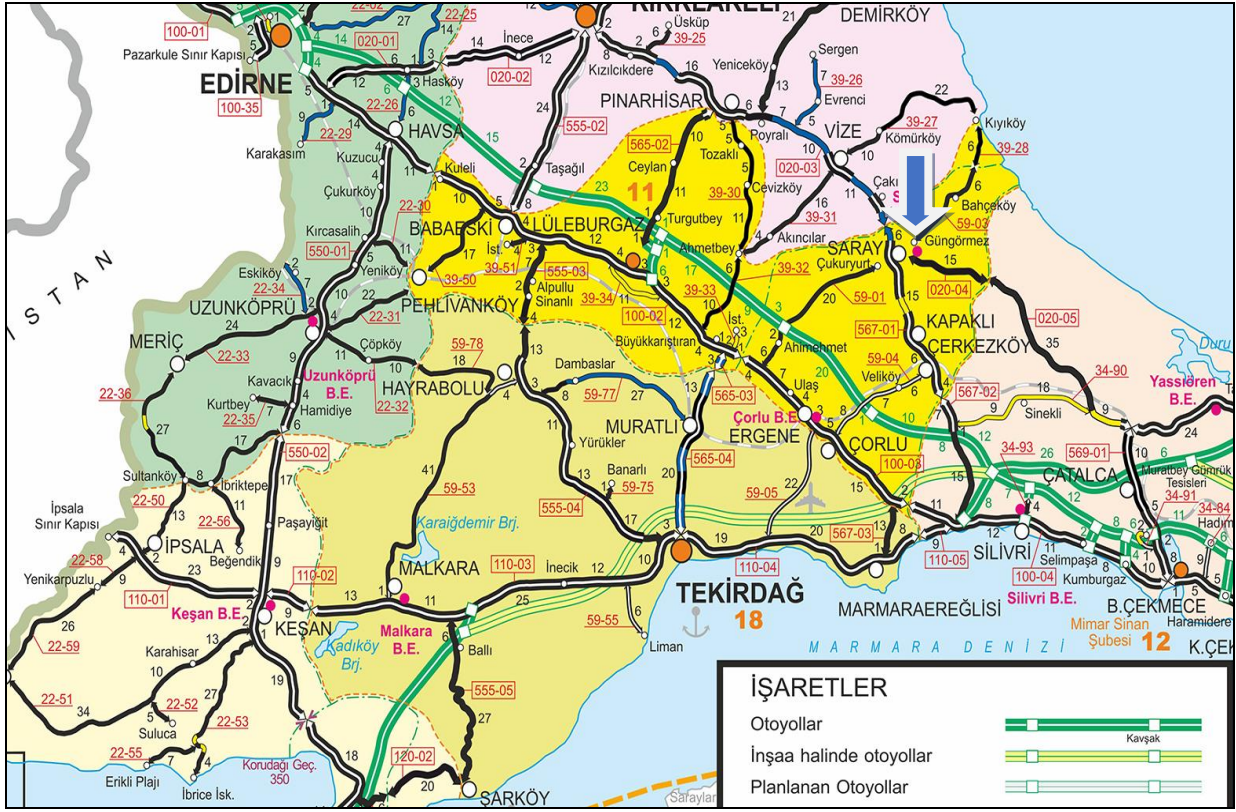 100-01
22-02
27
22-25
KIRKLARELİ
DEMİRKÖY
Üsküp
39-25
Pazarkule Sınır Kapısı
020-01
İnece
020-02
Kızılcıkdere
Yeniceköy
Sergen
39-26
Evrenci
EDİRNE
100-35
Hasköy
22-26
22-29
Karakasım
HAVSA
Kuzucu
Çukurköy
Kuleli
555-02
Taşağıl
PINARHİSAR
565-02
Ceylan
Tozaklı
Cevizköy
39-30
Poyralı
VİZE
020-03
39-27
Kömürköy
Kıyıköy
39-28
11
Bahçeköy
59-03
Güngörmez
39-31
Akıncılar
Turgutbey
Ahmetbey
SARAY
Çukuryurt
22-30
Kırcasalih
550-01
Yeniköy
BABAESKİ
LÜLEBURGAZ
İst.
39-51
39-50
555-03
Alpullu
Sinanlı
39-34
39-33
39-32
59-01
020-04
020-05
Eskiköy
22-34
UZUNKÖPRÜ
22-31
PEHLİVANKÖY
100-02
Büyükkarıştıran
İst.
Ahimehmet
567-01
KAPAKLI
ÇERKEZKÖY
59-04
Veliköy
MERİÇ
22-33
Çöpköy
22-32
59-78
HAYRABOLU
Dambaslar
59-77
565-03
Ulaş
567-02
34-90
Sinekli
Duru
Yassıören
B.E.
İSTAN
22-36
Kavacık
Kurtbey
22-35
Hamidiye
Uzunköprü
B.E.
550-02
MURATLI
Çorlu B.E.
ERGENE
ÇORLU
100-03
565-04
Yürükler
Banarlı
59-75
555-04
59-53
59-05
567-03
34-93
569-01
ÇATALCA
Muratbey Gümrük
Tesisleri
34-91
34-84
Sultanköy
22-50
İbriktepe
22-56
Beğendik
Paşayiğit
İpsala
Sınır Kapısı
22-58
Yenikarpuzlu
İPSALA
110-01
110-02
Keşan B.E.
KEŞAN
Karaiğdemir Brj.
MALKARA
110-03
İnecik
Malkara
B.E.
Kadıköy
Brj.
TEKİRDAĞ
18
110-04
110-05
SİLİVRİ
100-04
Silivri B.E.
Selimpaşa
Kumburgaz
MARMARAEREĞLİSİ
B.ÇEKMECE
Mimar Sinan
Şubesi
12
Haramidere
MARMARA DENİZİ
22-59
22-51
Karahisar
22-52
Suluca
22-53
22-55
Erikli Plajı
İbrice İsk.
Korudağı Geç.
350
120-02
555-05
Ballı
59-55
Liman
ŞARKÖY
İŞARETLER
Otoyollar
Kavşak
İnşaa halinde otoyollar
Planlanan Otoyollar